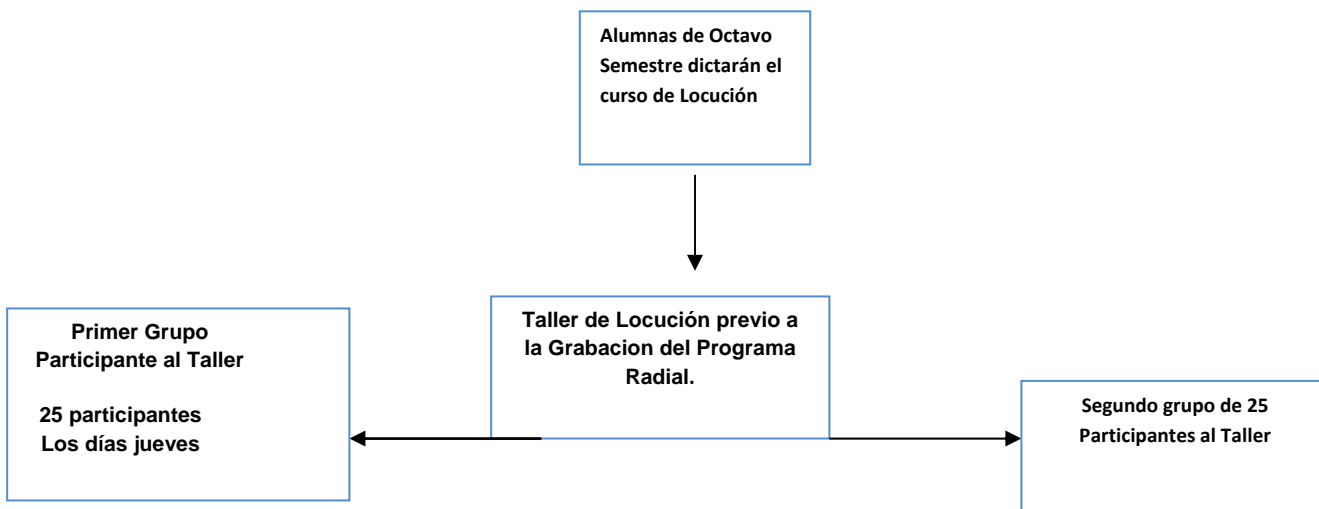 Alumnas de Octavo
Semestre dictarán el
curso de Locución
Primer Grupo
Participante al Taller
25 participantes
Los días jueves
Taller de Locución previo a
la Grabacion del Programa
Radial.
Segundo grupo de 25
Participantes al Taller